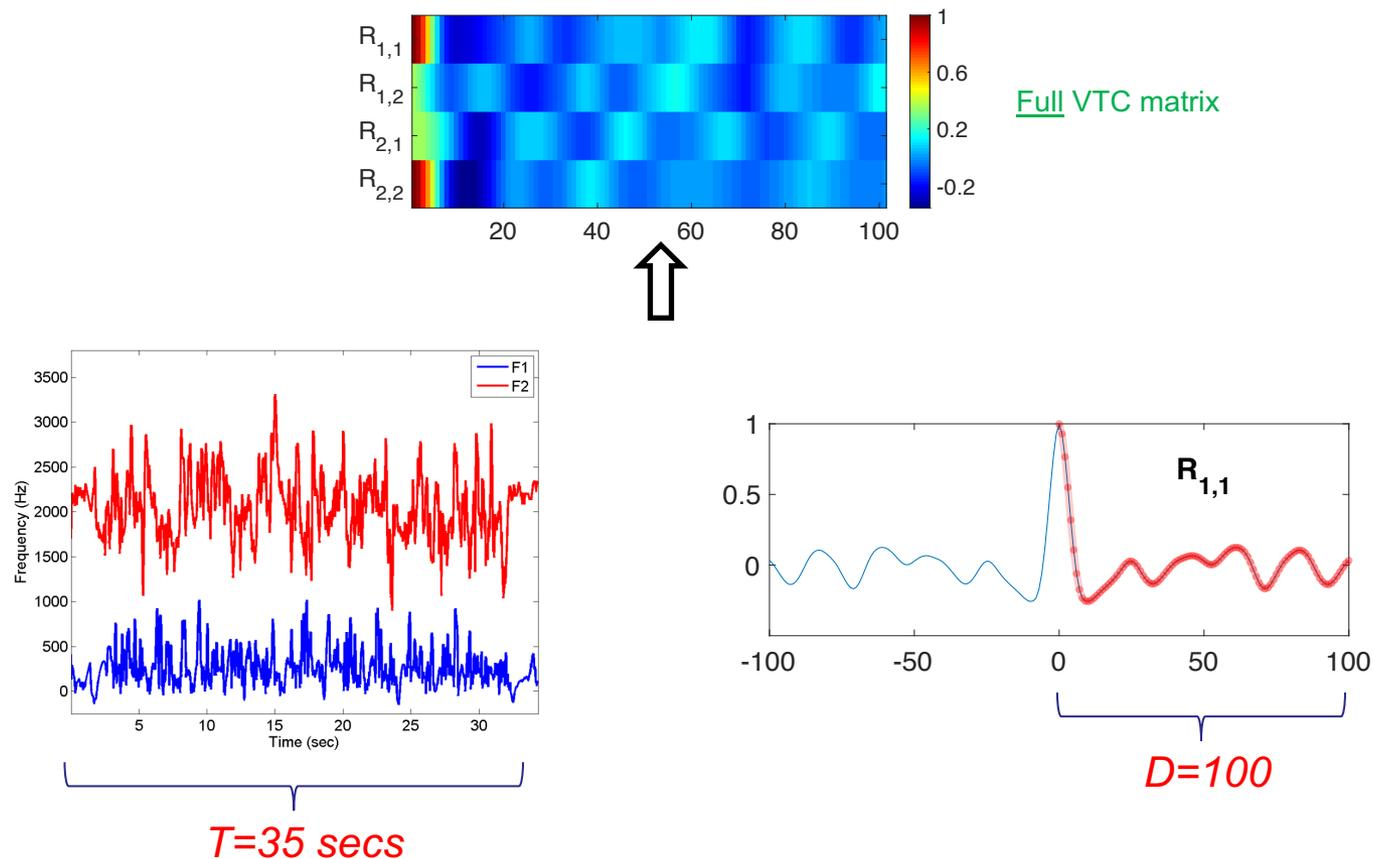 R1,1
R1,2
R2,1
R2,2
20 40 60 80 100
1
0.6
0.2
-0.2
Full VTC matrix
3500
3000
2500
2000
1500
1000
500
0
Frequency (Hz)
F1
F2
5 10 15 20 25 30
Time (sec)
T=35 secs
1
0.5
0
R1,1
-100 -50 0 50 100
D=100